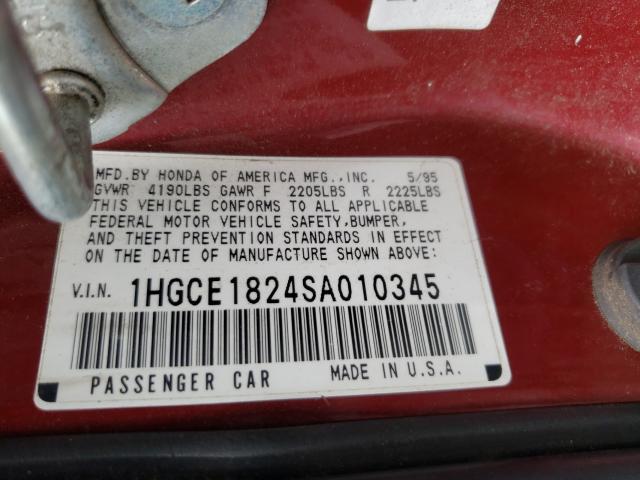 MFD.BY HONDA OF AMERICA MFG.,INC. 5/95
GVWR 4190LBS GAWR F 2205LBS R 2225LBS
THIS VEHICLE CONFORMS TO ALL APPLICABLE
FEDERAL MOTOR VEHICLE SAFETY,BUMPER,
AND THEFT PREVENTION STANDARDS IN EFFECT
ON THE DATE OF MANUFACTURE SHOWN ABOVE:
V.I.N. 1HGCE1824SA010345
PASSENGER CAR MADE IN U.S.A.